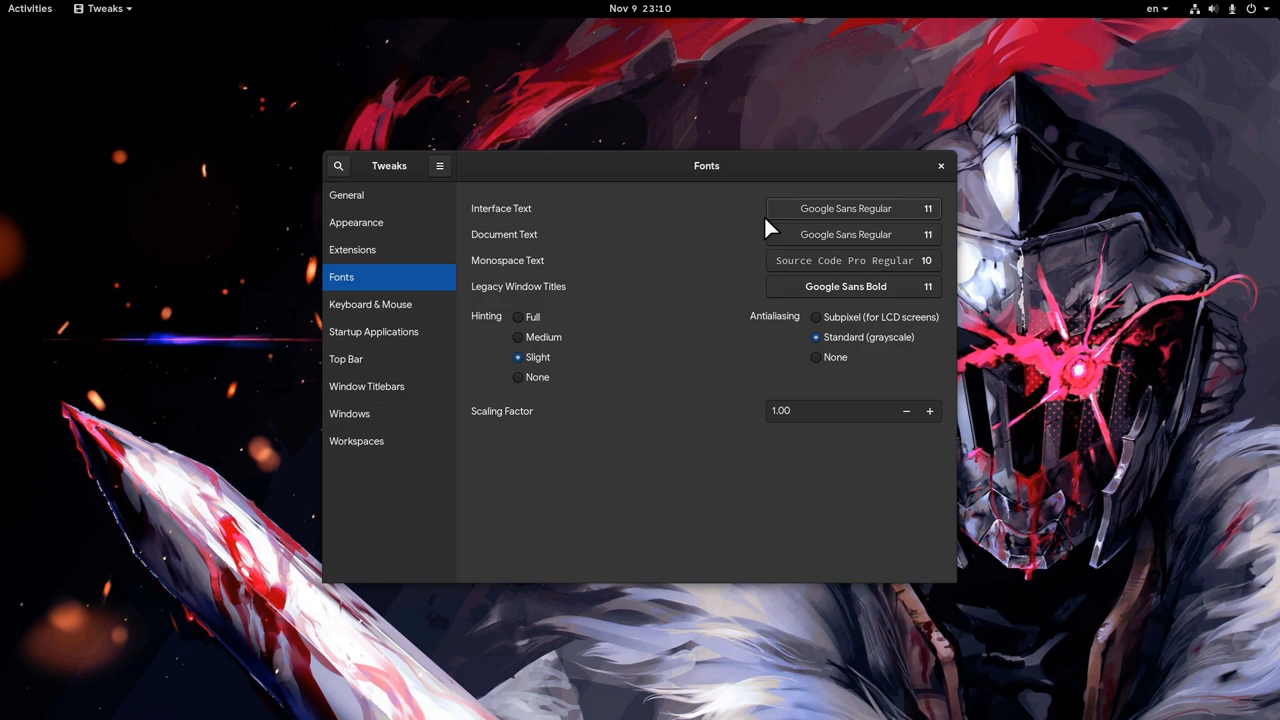 Activities Tweaks Nov 9 23:10 en
Tweaks Fonts
General
Appearance
Extensions
Fonts
Keyboard & Mouse
Startup Applications
Top Bar
Window Titlebars
Windows
Workspaces
Interface Text Google Sans Regular 11
Document Text Google Sans Regular 11
Monospace Text Source Code Pro Regular 10
Legacy Window Titles Google Sans Bold 11
Hinting Full
Medium
Slight
None
Antialiasing Subpixel (for LCD screens)
Standard (grayscale)
None
Scaling Factor 1.00 − +